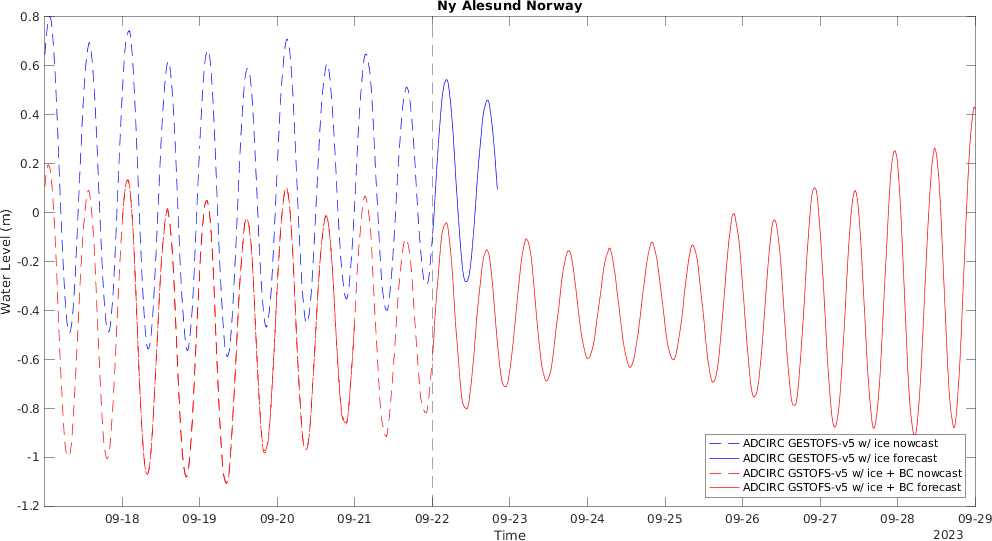 Ny Alesund Norway
0.8
0.6
0.4
0.2
0
-0.2
-0.4
-0.6
-0.8
-1
-1.2
Water Level (m)
ADCIRC GESTOFS-v5 w/ ice nowcast
ADCIRC GESTOFS-v5 w/ ice forecast
ADCIRC GSTOFS-v5 w/ ice + BC nowcast
ADCIRC GSTOFS-v5 w/ ice + BC forecast
09-18 09-19 09-20 09-21 09-22 09-23 09-24 09-25 09-26 09-27 09-28 09-29
Time
2023